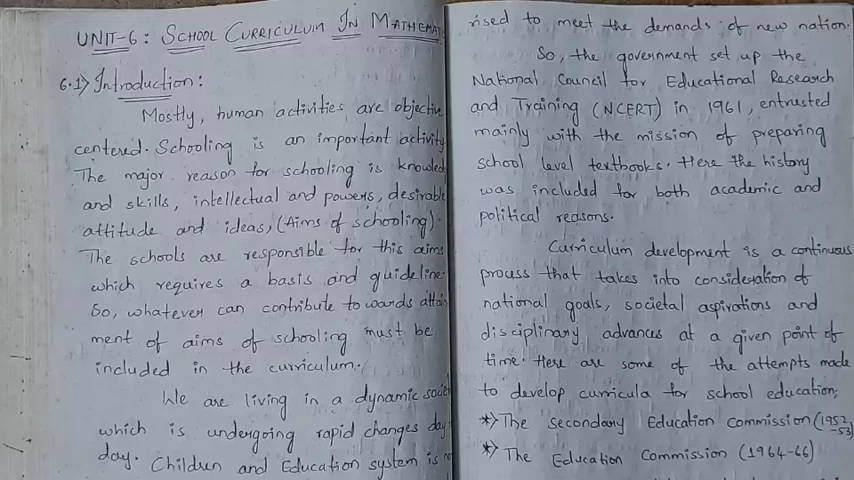 UNIT-6: SCHOOL CURRICULUM IN MATHEMAT
6.1) Introduction:
Mostly, human activities are objective
centered. Schooling is an important activity
The major reason for schooling is knowled
and skills, intellectual and powers, desirable
attitude and ideas, (Aims of schooling).
The schools are responsible for this aims
which requires a basis and guideline
So, whatever can contribute towards attain
ment of aims of schooling must be
included in the curriculum.
We are living in a dynamic societ
which is undergoing rapid changes day
day. Children and Education system is
rised to meet the demands of new nation.
So, the government set up the
National Council for Educational Research
and Training (NCERT) in 1961, entrusted
mainly with the mission of preparing
school level textbooks. Here the history
was included for both academic and
political reasons.
Curriculum development is a continuous
process that takes into consideration of
national goals, societal aspirations and
disciplinary advances at a given point of
time. Here are some of the attempts made
to develop curricula for school education;
*) The secondary Education Commission (1952
-53)
*) The Education Commission (1964-66)